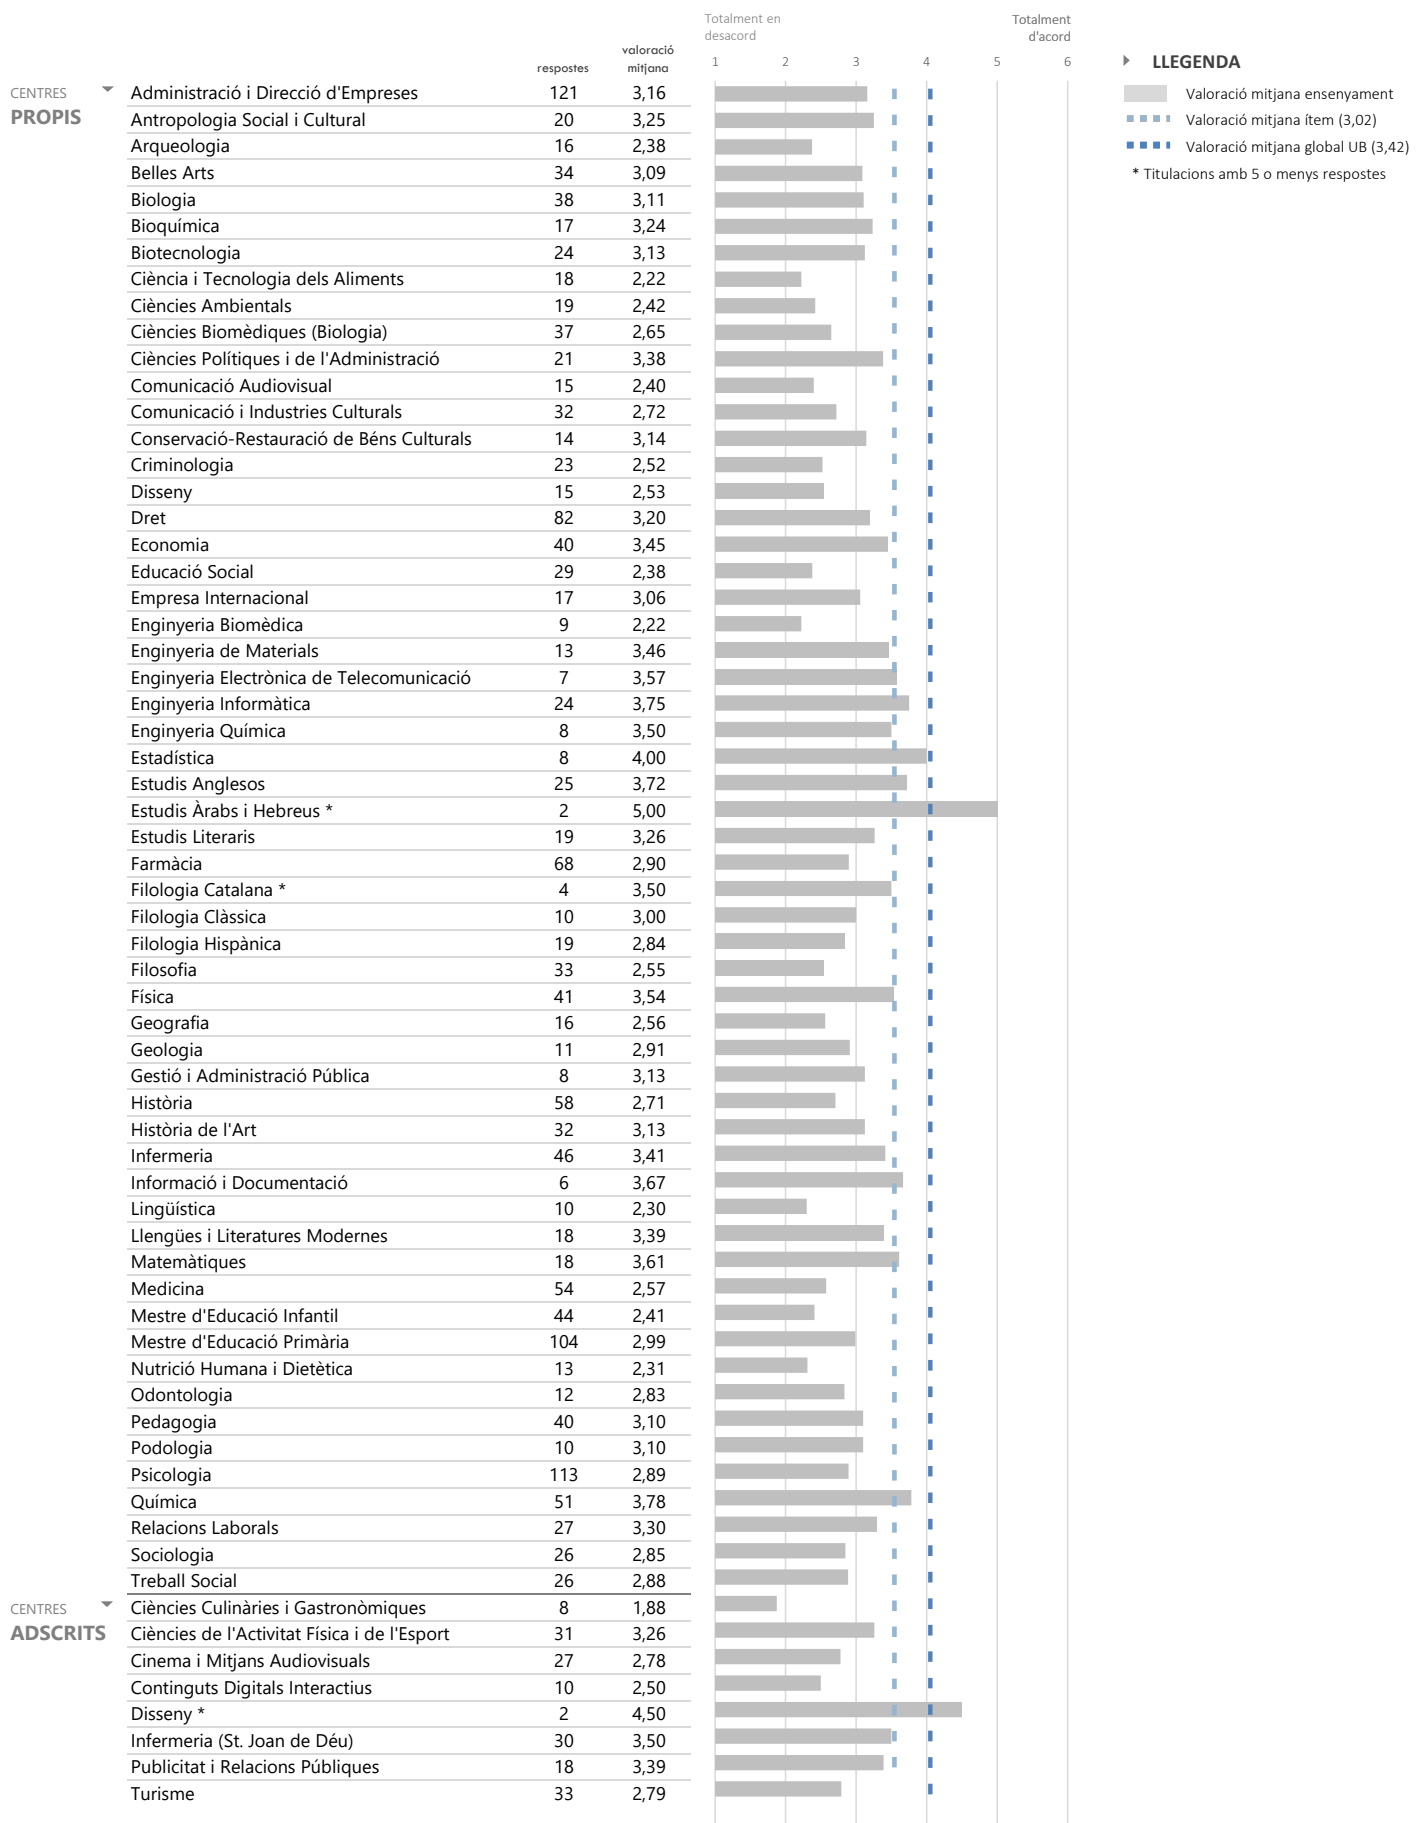 Totalment en
desacord
Totalment
d'acord
respostes
valoració
mitjana
1 2 3 4 5 6
LLEGENDA
Valoració mitjana ensenyament
Valoració mitjana ítem (3,02)
Valoració mitjana global UB (3,42)
* Titulacions amb 5 o menys respostes
CENTRES
PROPIS
Administració i Direcció d'Empreses 121 3,16
Antropologia Social i Cultural 20 3,25
Arqueologia 16 2,38
Belles Arts 34 3,09
Biologia 38 3,11
Bioquímica 17 3,24
Biotecnologia 24 3,13
Ciència i Tecnologia dels Aliments 18 2,22
Ciències Ambientals 19 2,42
Ciències Biomèdiques (Biologia) 37 2,65
Ciències Polítiques i de l'Administració 21 3,38
Comunicació Audiovisual 15 2,40
Comunicació i Industries Culturals 32 2,72
Conservació-Restauració de Béns Culturals 14 3,14
Criminologia 23 2,52
Disseny 15 2,53
Dret 82 3,20
Economia 40 3,45
Educació Social 29 2,38
Empresa Internacional 17 3,06
Enginyeria Biomèdica 9 2,22
Enginyeria de Materials 13 3,46
Enginyeria Electrònica de Telecomunicació 7 3,57
Enginyeria Informàtica 24 3,75
Enginyeria Química 8 3,50
Estadística 8 4,00
Estudis Anglesos 25 3,72
Estudis Àrabs i Hebreus * 2 5,00
Estudis Literaris 19 3,26
Farmàcia 68 2,90
Filologia Catalana * 4 3,50
Filologia Clàssica 10 3,00
Filologia Hispànica 19 2,84
Filosofia 33 2,55
Física 41 3,54
Geografia 16 2,56
Geologia 11 2,91
Gestió i Administració Pública 8 3,13
Història 58 2,71
Història de l'Art 32 3,13
Infermeria 46 3,41
Informació i Documentació 6 3,67
Lingüística 10 2,30
Llengües i Literatures Modernes 18 3,39
Matemàtiques 18 3,61
Medicina 54 2,57
Mestre d'Educació Infantil 44 2,41
Mestre d'Educació Primària 104 2,99
Nutrició Humana i Dietètica 13 2,31
Odontologia 12 2,83
Pedagogia 40 3,10
Podologia 10 3,10
Psicologia 113 2,89
Química 51 3,78
Relacions Laborals 27 3,30
Sociologia 26 2,85
Treball Social 26 2,88
CENTRES
ADSCRITS
Ciències Culinàries i Gastronòmiques 8 1,88
Ciències de l'Activitat Física i de l'Esport 31 3,26
Cinema i Mitjans Audiovisuals 27 2,78
Continguts Digitals Interactius 10 2,50
Disseny * 2 4,50
Infermeria (St. Joan de Déu) 30 3,50
Publicitat i Relacions Públiques 18 3,39
Turisme 33 2,79